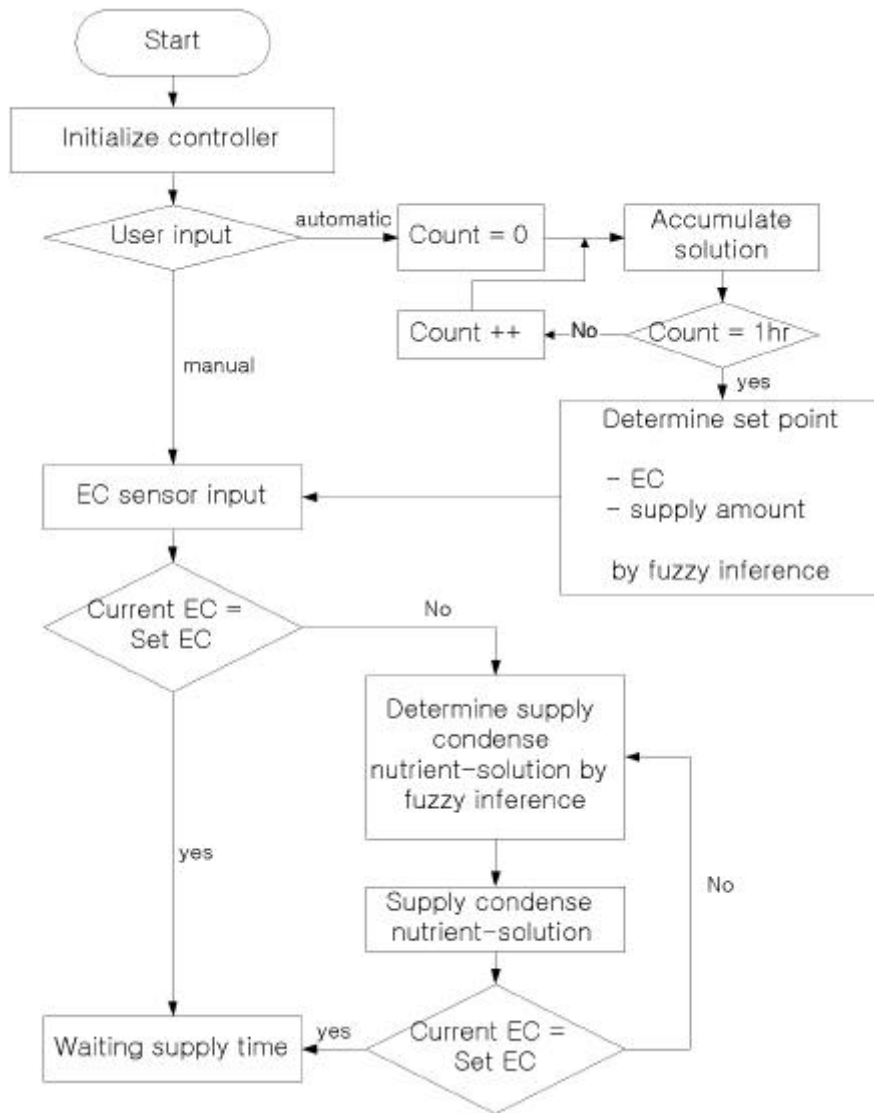 Start
Initialize controller
User input
automatic
Count = 0
Accumulate
solution
Count ++
No
Count = 1hr
manual
yes
Determine set point
- EC
- supply amount
by fuzzy inference
EC sensor input
Current EC =
Set EC
No
Determine supply
condense
nutrient-solution by
fuzzy inference
yes
No
Supply condense
nutrient-solution
Waiting supply time
yes
Current EC =
Set EC